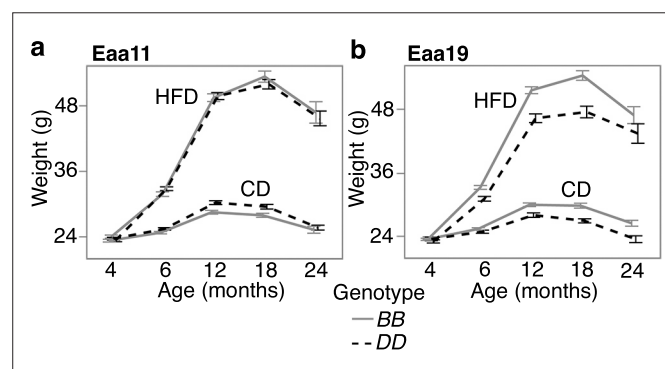 a Eaa11
HFD
CD
Weight (g)
48
36
24
4 6 12 18 24
Age (months)
b Eaa19
HFD
CD
Weight (g)
48
36
24
4 6 12 18 24
Age (months)
Genotype
BB
DD